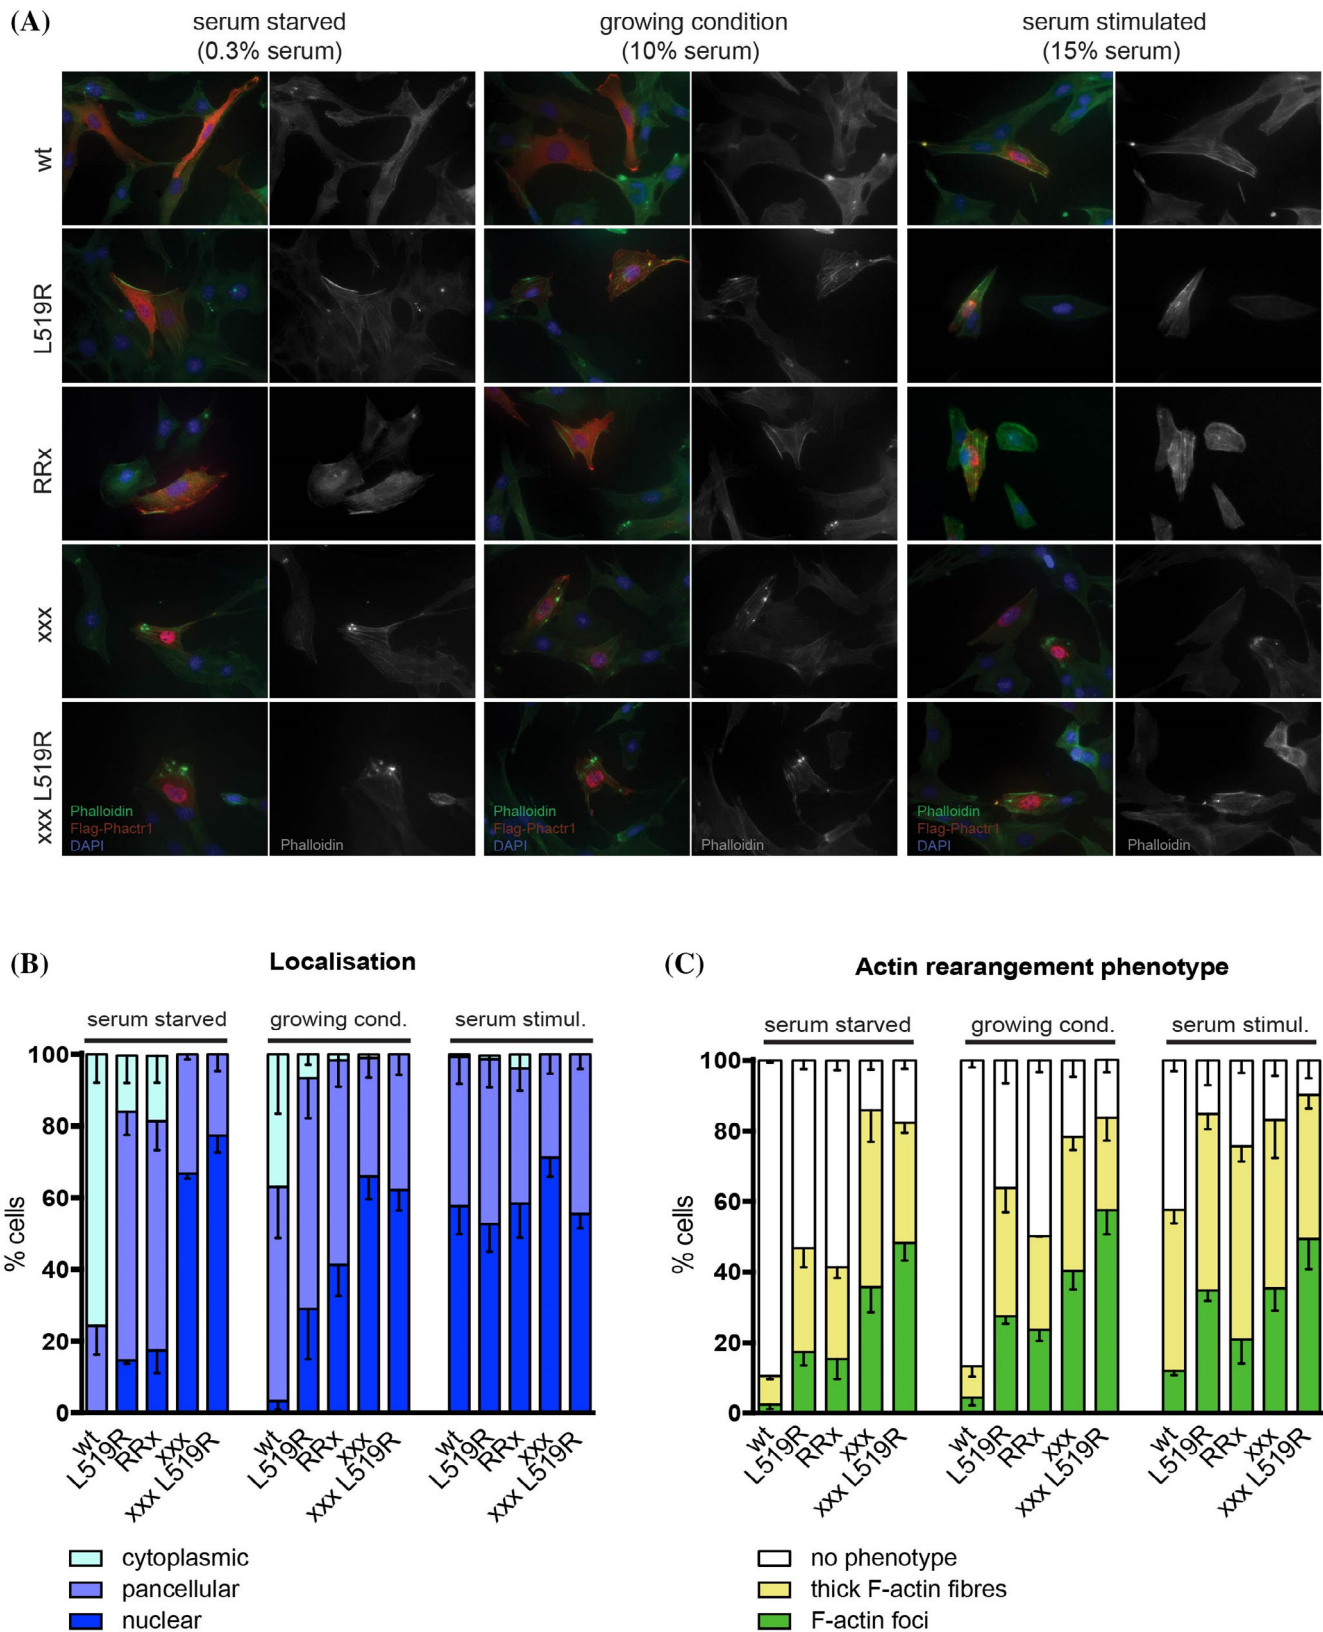 (A)
serum starved
(0.3% serum)
growing condition
(10% serum)
serum stimulated
(15% serum)
wt
L519R
RRx
xxx
xxx L519R
Phalloidin
Flag-Phactr1
DAPI
Phalloidin
Phalloidin
Flag-Phactr1
DAPI
Phalloidin
Phalloidin
Flag-Phactr1
DAPI
Phalloidin
(B)
Localisation
serum starved
growing cond.
serum stimul.
% cells
100
80
60
40
20
0
wt
L519R
RRx
xxx
xxx L519R
wt
L519R
RRx
xxx
xxx L519R
wt
L519R
RRx
xxx
xxx L519R
cytoplasmic
pancellular
nuclear
(C)
Actin rearangement phenotype
serum starved
growing cond.
serum stimul.
% cells
100
80
60
40
20
0
wt
L519R
RRx
xxx
xxx L519R
wt
L519R
RRx
xxx
xxx L519R
wt
L519R
RRx
xxx
xxx L519R
no phenotype
thick F-actin fibres
F-actin foci